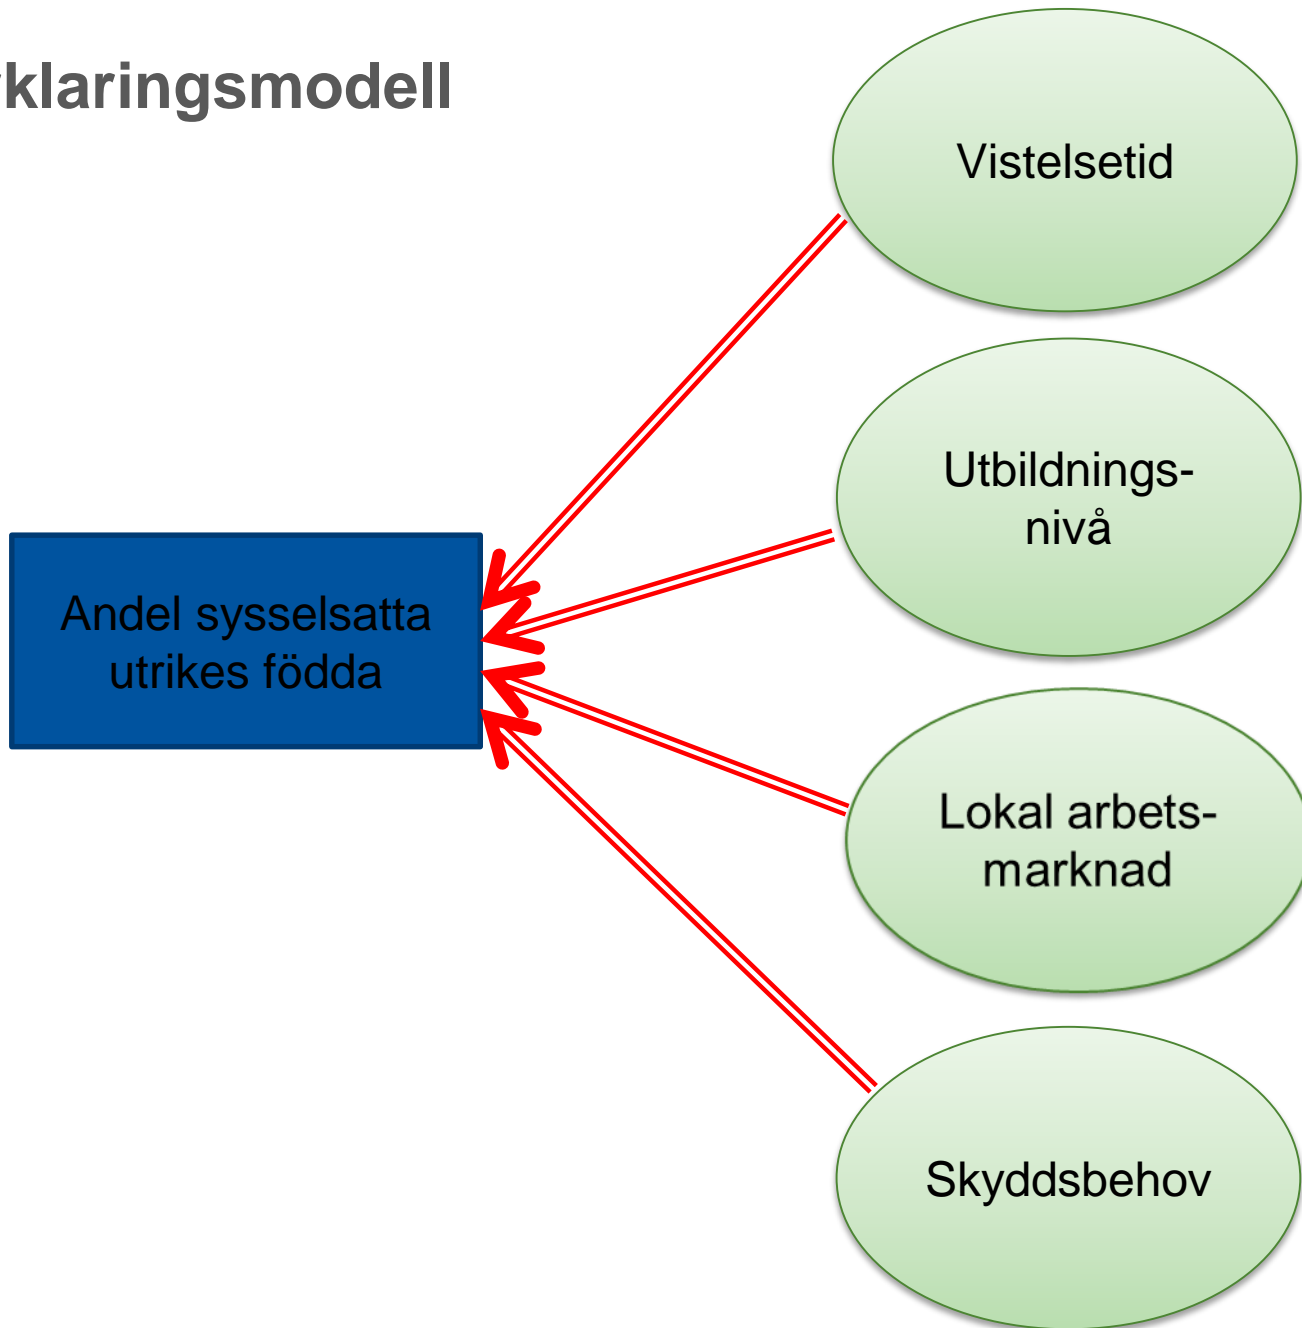 klaringsmodell
Vistelsetid
Utbildnings-
nivå
Andel sysselsatta
utrikes födda
Lokal arbets-
marknad
Skyddsbehov